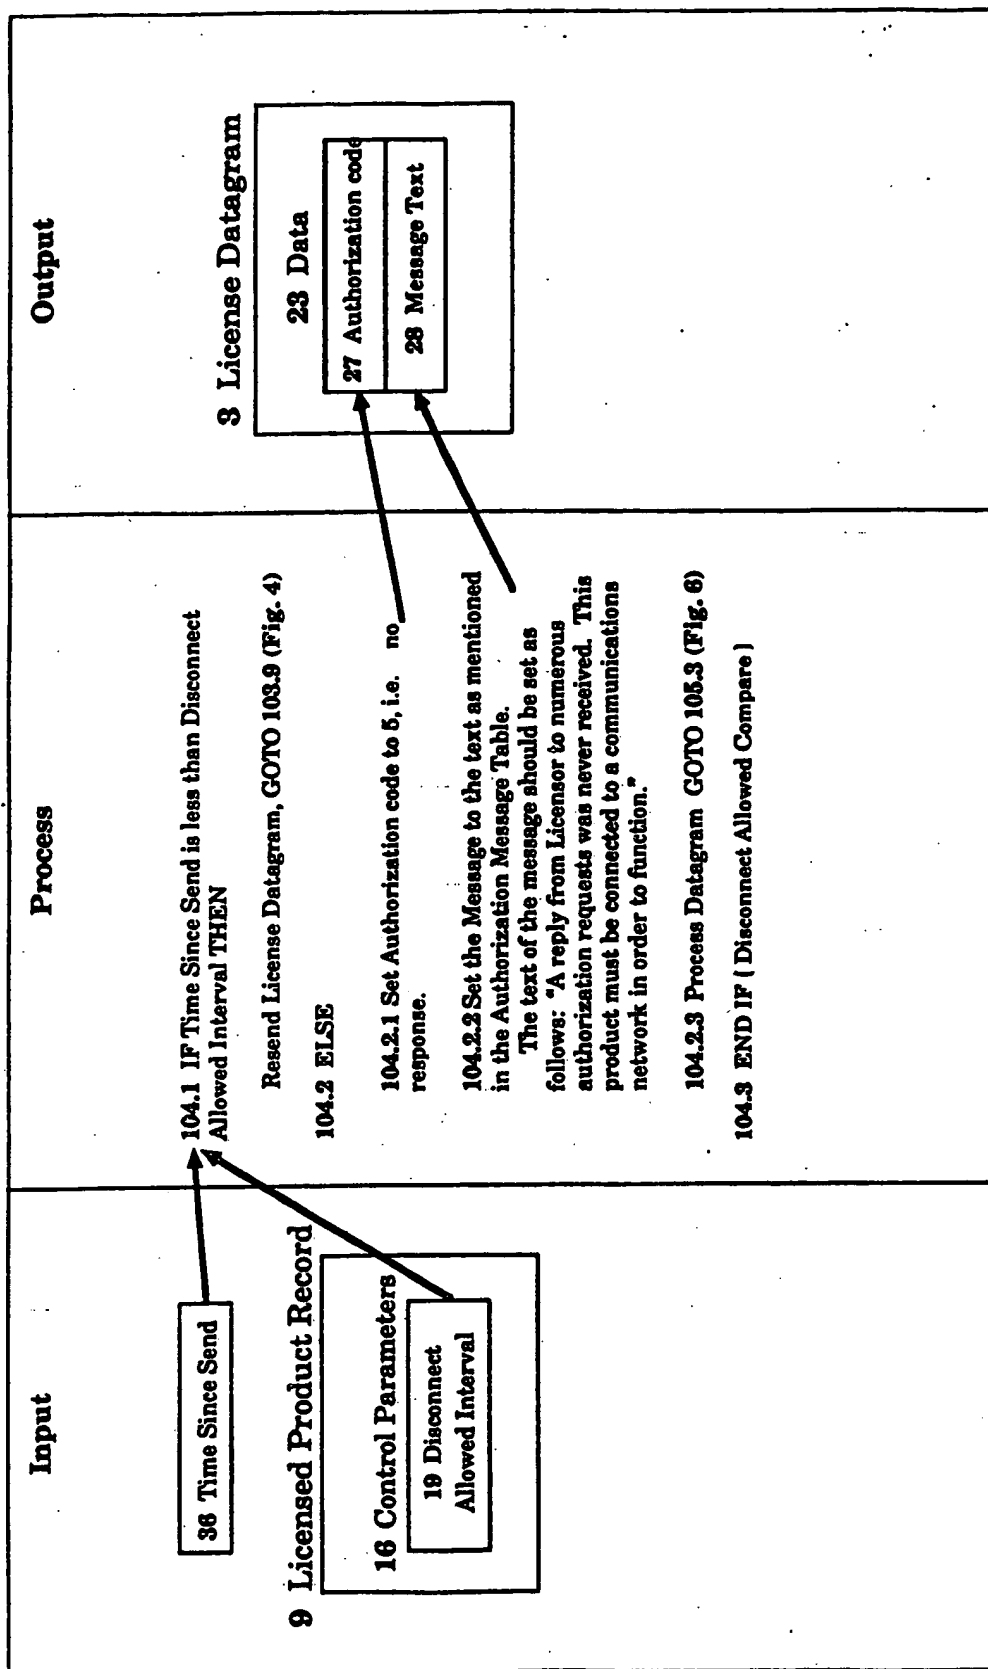 Input
36 Time Since Send
9 Licensed Product Record
16 Control Parameters
19 Disconnect
Allowed Interval
Process
104.1 IF Time Since Send is less than Disconnect
Allowed Interval THEN
Resend License Datagram, GOTO 103.9 (Fig. 4)
104.2 ELSE
104.2.1 Set Authorization code to 5, i.e. no
response.
104.2.2 Set the Message to the text as mentioned
in the Authorization Message Table.
The text of the message should be set as
follows: "A reply from Licensor to numerous
authorization requests was never received. This
product must be connected to a communications
network in order to function."
104.2.3 Process Datagram GOTO 105.3 (Fig. 6)
104.3 END IF ( Disconnect Allowed Compare )
Output
3 License Datagram
23 Data
27 Authorization code
28 Message Text